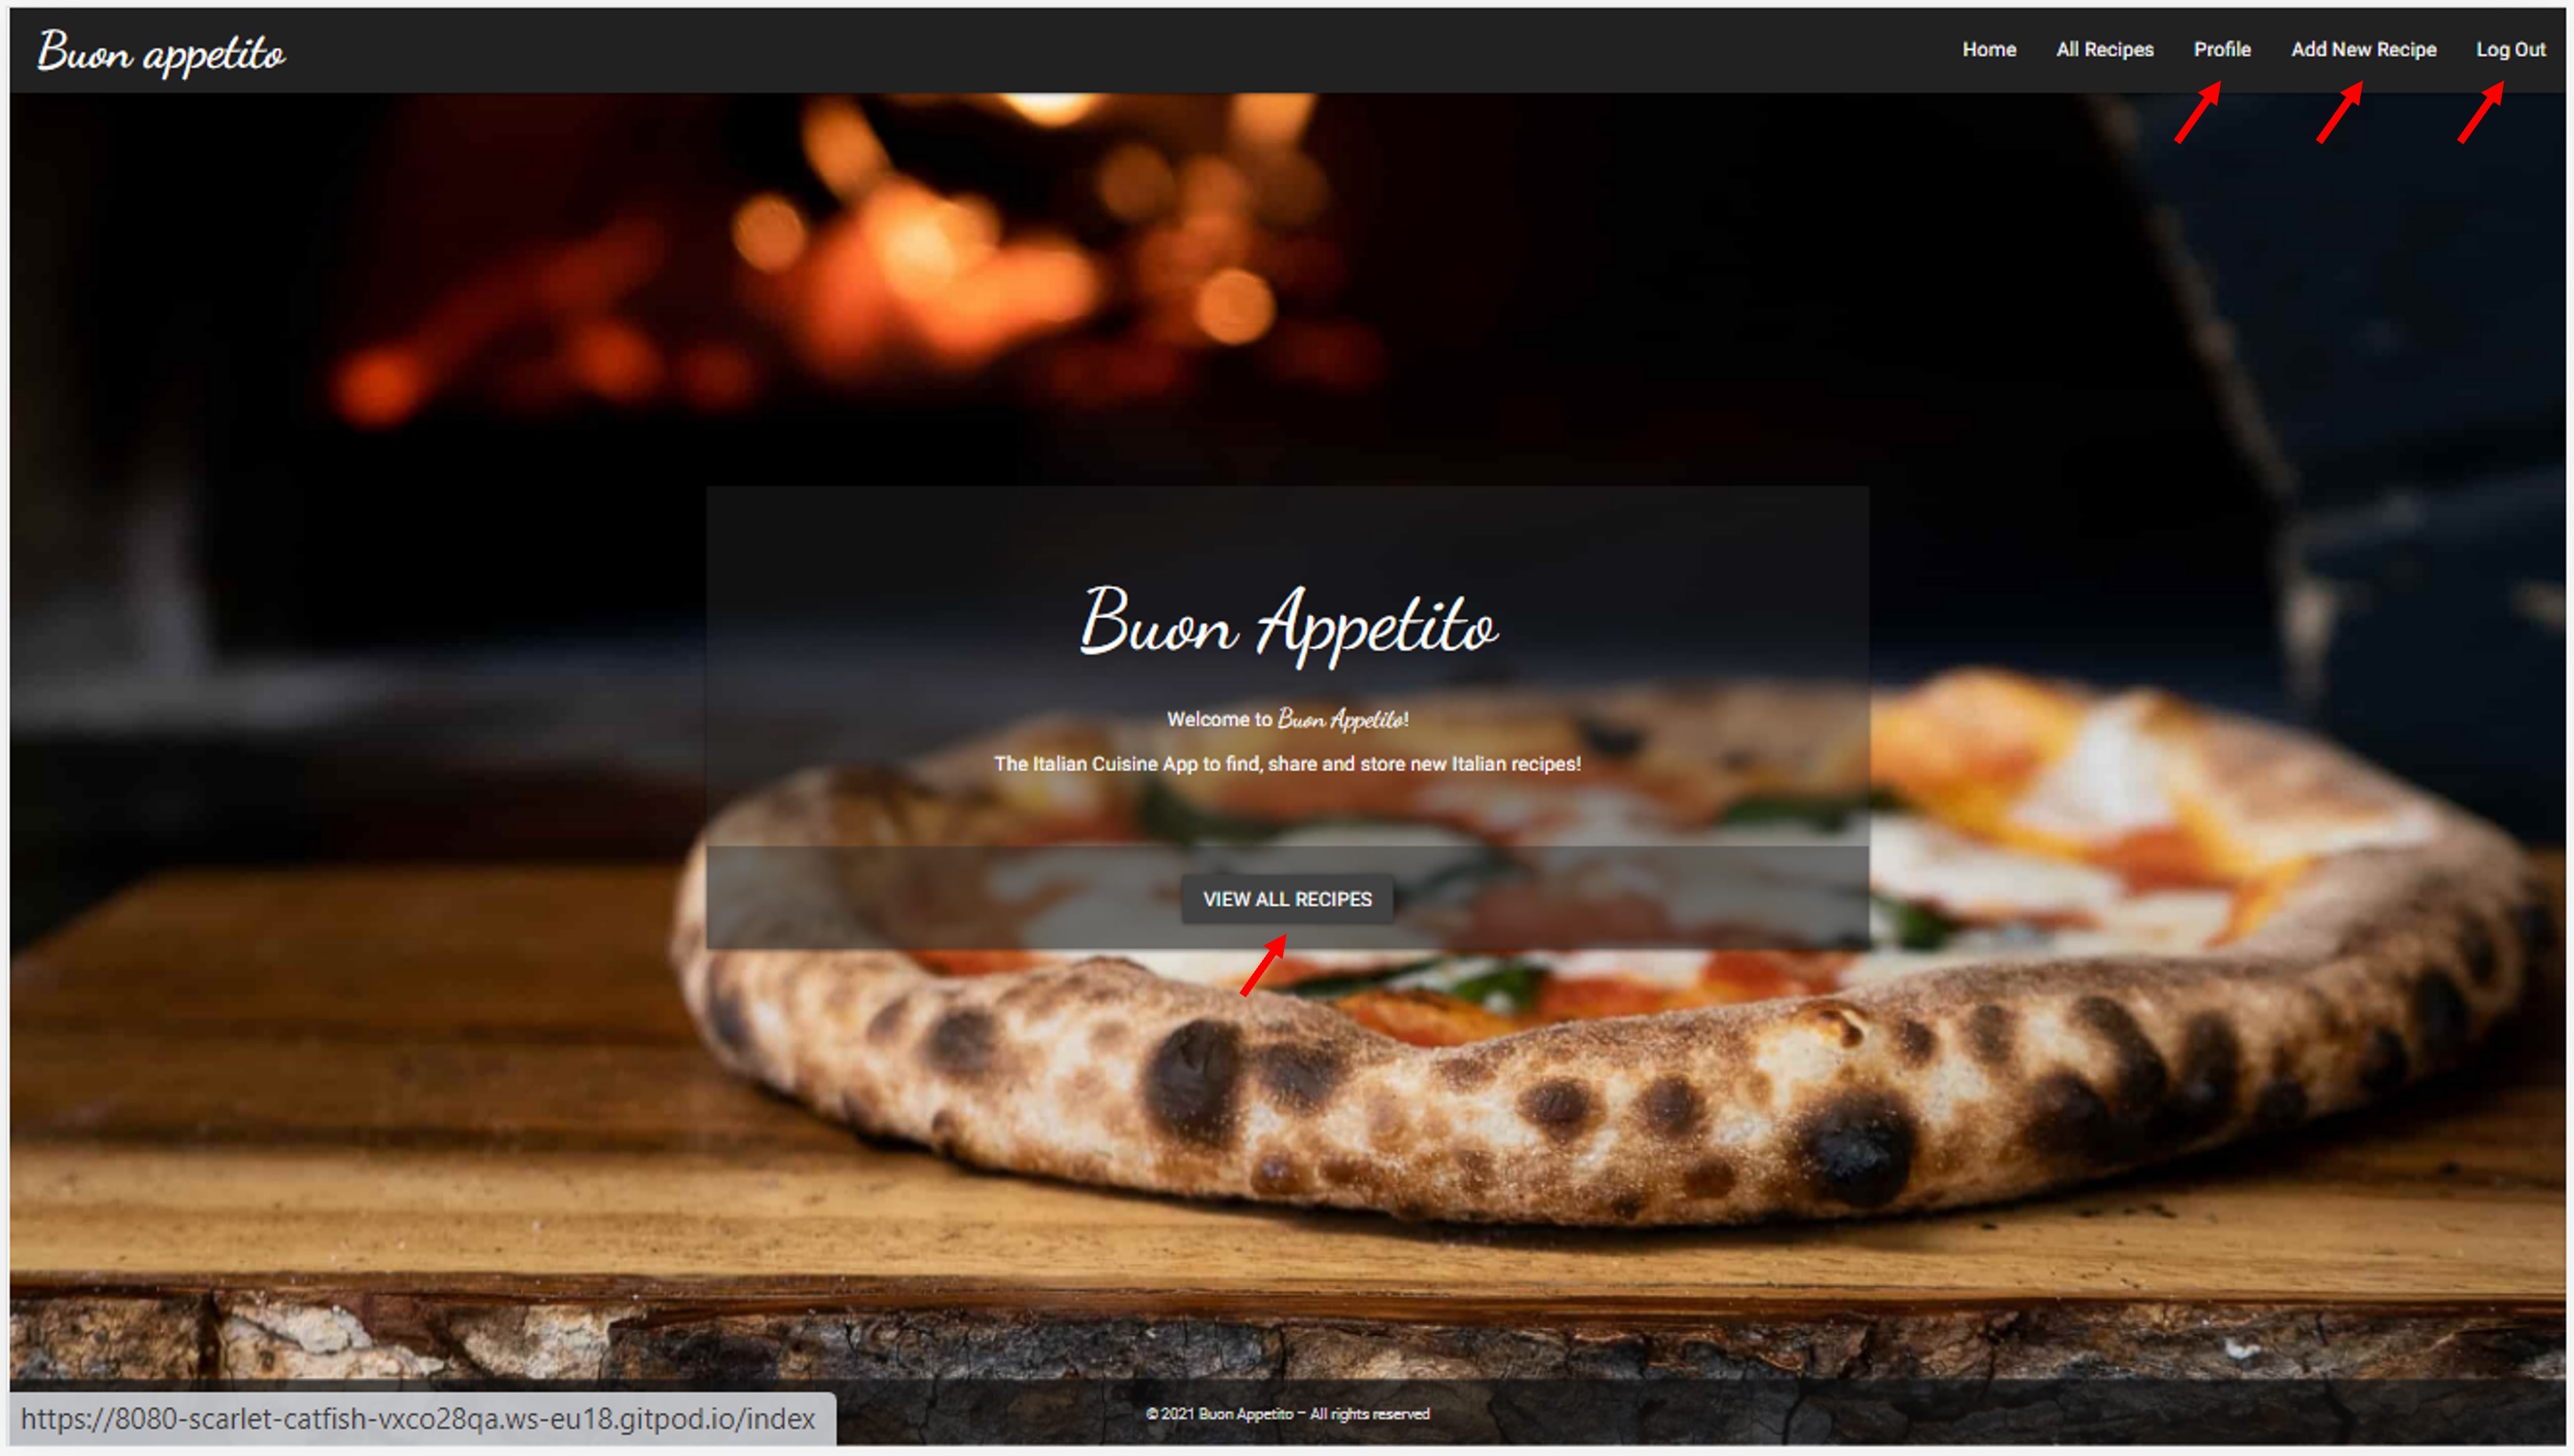 Buon appetito
Home All Recipes Profile Add New Recipe Log Out
Buon Appetito
Welcome to Buon Appetito!
The Italian Cuisine App to find, share and store new Italian recipes!
VIEW ALL RECIPES
https://8080-scarlet-catfish-vxco28qa.ws-eu18.gitpod.io/index
© 2021 Buon Appetito – All rights reserved